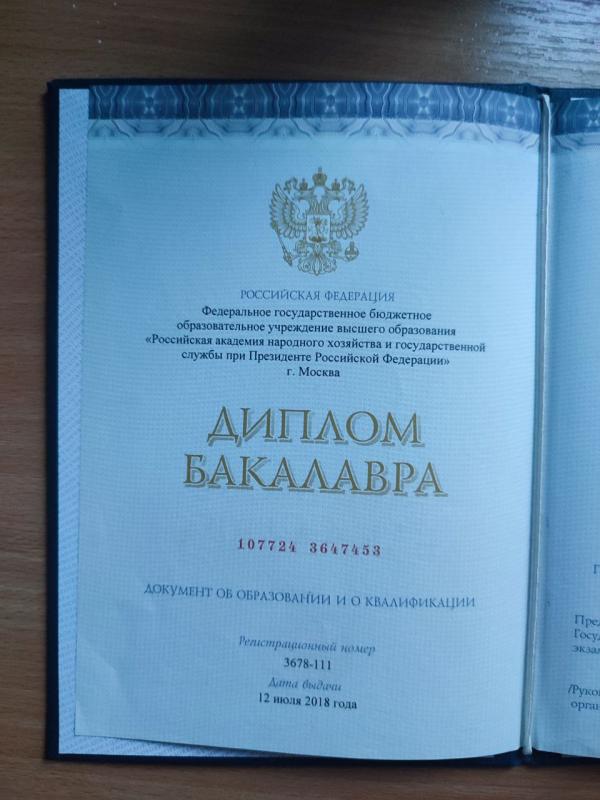 РОССИЙСКАЯ ФЕДЕРАЦИЯ
Федеральное государственное бюджетное
образовательное учреждение высшего образования
«Российская академия народного хозяйства и государственной
службы при Президенте Российской Федерации»
г. Москва
ДИПЛОМ
БАКАЛАВРА
107724 3647453
ДОКУМЕНТ ОБ ОБРАЗОВАНИИ И О КВАЛИФИКАЦИИ
Регистрационный номер
3678-111
Дата выдачи
12 июля 2018 года